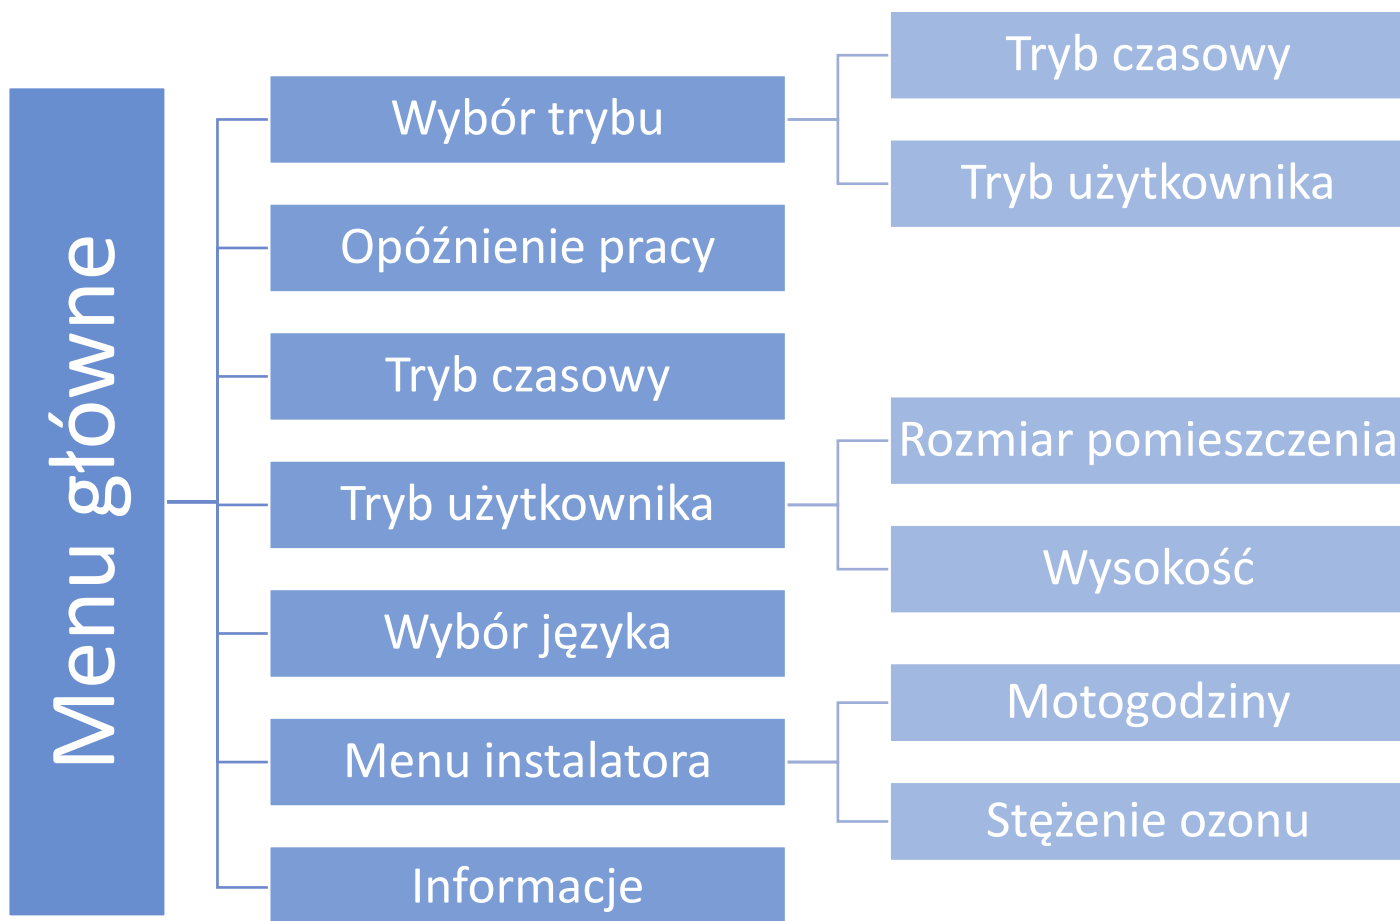 Menu główne
Wybór trybu
Tryb czasowy
Tryb użytkownika
Opóźnienie pracy
Tryb czasowy
Tryb użytkownika
Rozmiar pomieszczenia
Wysokość
Wybór języka
Menu instalatora
Motogodziny
Stężenie ozonu
Informacje